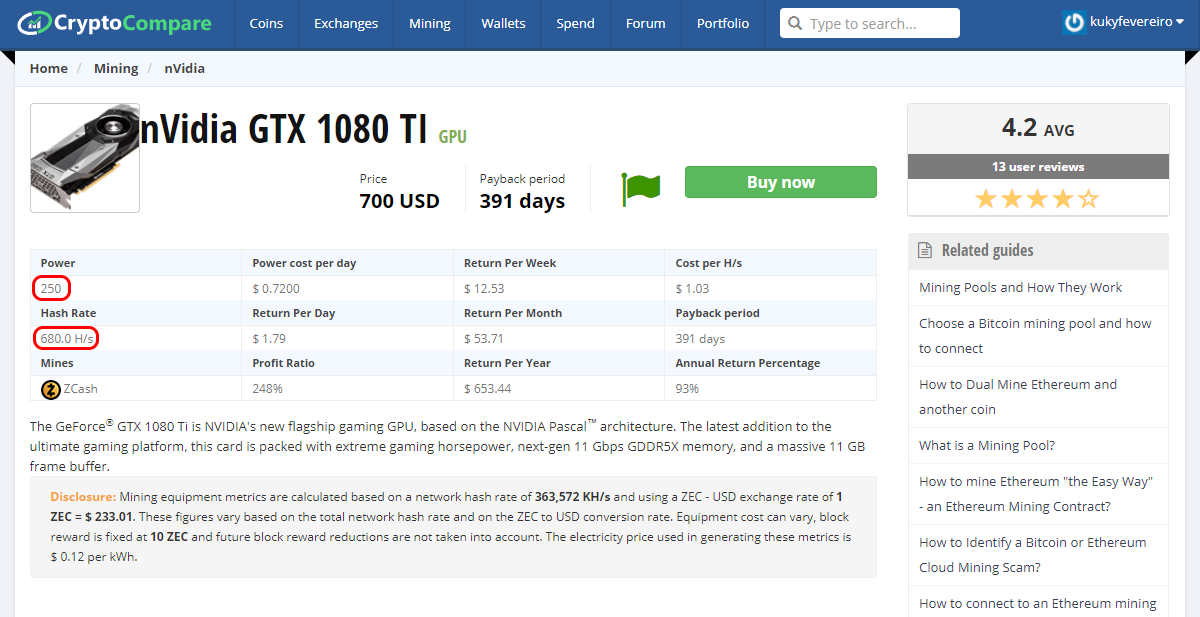 CryptoCompare Coins Exchanges Mining Wallets Spend Forum Portfolio Type to search... kukyfevereiro
Home / Mining / nVidia
nVidia GTX 1080 TI GPU
Price Payback period
700 USD 391 days
Buy now
4.2 AVG
13 user reviews
Power Power cost per day Return Per Week Cost per H/s
250 $ 0.7200 $ 12.53 $ 1.03
Hash Rate Return Per Day Return Per Month Payback period
680.0 H/s $ 1.79 $ 53.71 391 days
Mines Profit Ratio Return Per Year Annual Return Percentage
ZCash 248% $ 653.44 93%
The GeForce® GTX 1080 Ti is NVIDIA's new flagship gaming GPU, based on the NVIDIA Pascal™ architecture. The latest addition to the
ultimate gaming platform, this card is packed with extreme gaming horsepower, next-gen 11 Gbps GDDR5X memory, and a massive 11 GB
frame buffer.
Disclosure: Mining equipment metrics are calculated based on a network hash rate of 363,572 KH/s and using a ZEC - USD exchange rate of 1
ZEC = $ 233.01. These figures vary based on the total network hash rate and on the ZEC to USD conversion rate. Equipment cost can vary, block
reward is fixed at 10 ZEC and future block reward reductions are not taken into account. The electricity price used in generating these metrics is
$ 0.12 per kWh.
Related guides
Mining Pools and How They Work
Choose a Bitcoin mining pool and how
to connect
How to Dual Mine Ethereum and
another coin
What is a Mining Pool?
How to mine Ethereum "the Easy Way"
- an Ethereum Mining Contract?
How to Identify a Bitcoin or Ethereum
Cloud Mining Scam?
How to connect to an Ethereum mining